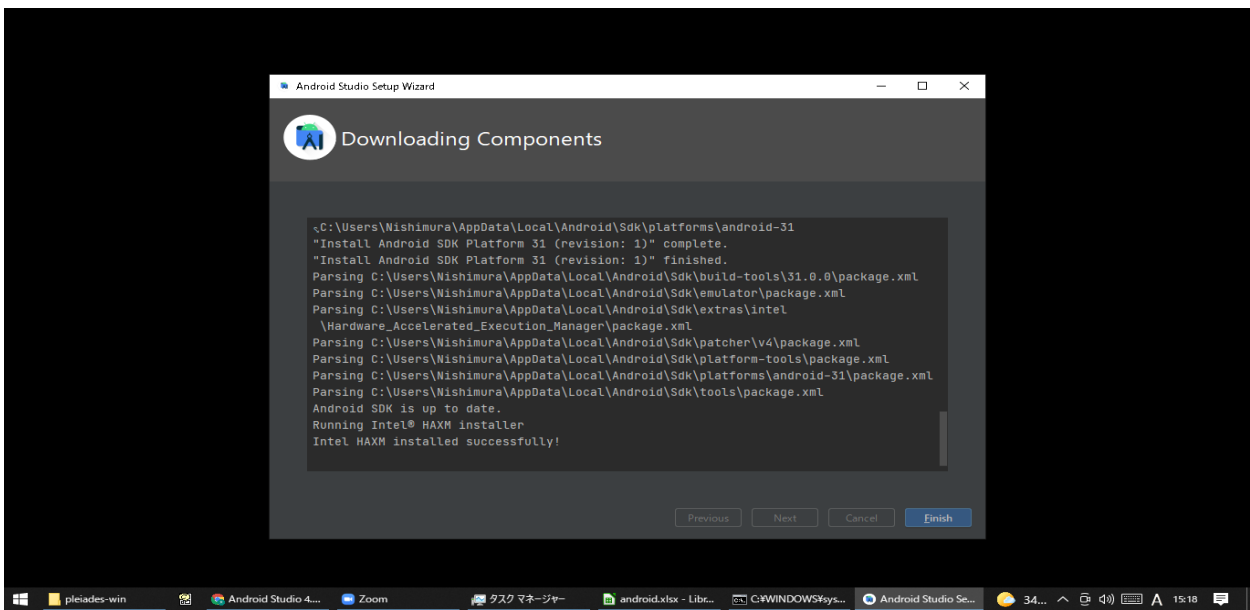 Android Studio Setup Wizard
Downloading Components
C:\Users\Nishimura\AppData\Local\Android\Sdk\platforms\android-31
"Install Android SDK Platform 31 (revision: 1)" complete.
"Install Android SDK Platform 31 (revision: 1)" finished.
Parsing C:\Users\Nishimura\AppData\Local\Android\Sdk\build-tools\31.0.0\package.xml
Parsing C:\Users\Nishimura\AppData\Local\Android\Sdk\emulator\package.xml
Parsing C:\Users\Nishimura\AppData\Local\Android\Sdk\extras\intel
\Hardware_Accelerated_Execution_Manager\package.xml
Parsing C:\Users\Nishimura\AppData\Local\Android\Sdk\patcher\v4\package.xml
Parsing C:\Users\Nishimura\AppData\Local\Android\Sdk\platform-tools\package.xml
Parsing C:\Users\Nishimura\AppData\Local\Android\Sdk\platforms\android-31\package.xml
Parsing C:\Users\Nishimura\AppData\Local\Android\Sdk\tools\package.xml
Android SDK is up to date.
Running Intel® HAXM installer
Intel HAXM installed successfully!
Previous Next Cancel Finish
pleiades-win Android Studio 4.... Zoom タスク マネージャー android.xlsx - Libr... C:¥WINDOWS¥sys... Android Studio Se... 34... A 15:18